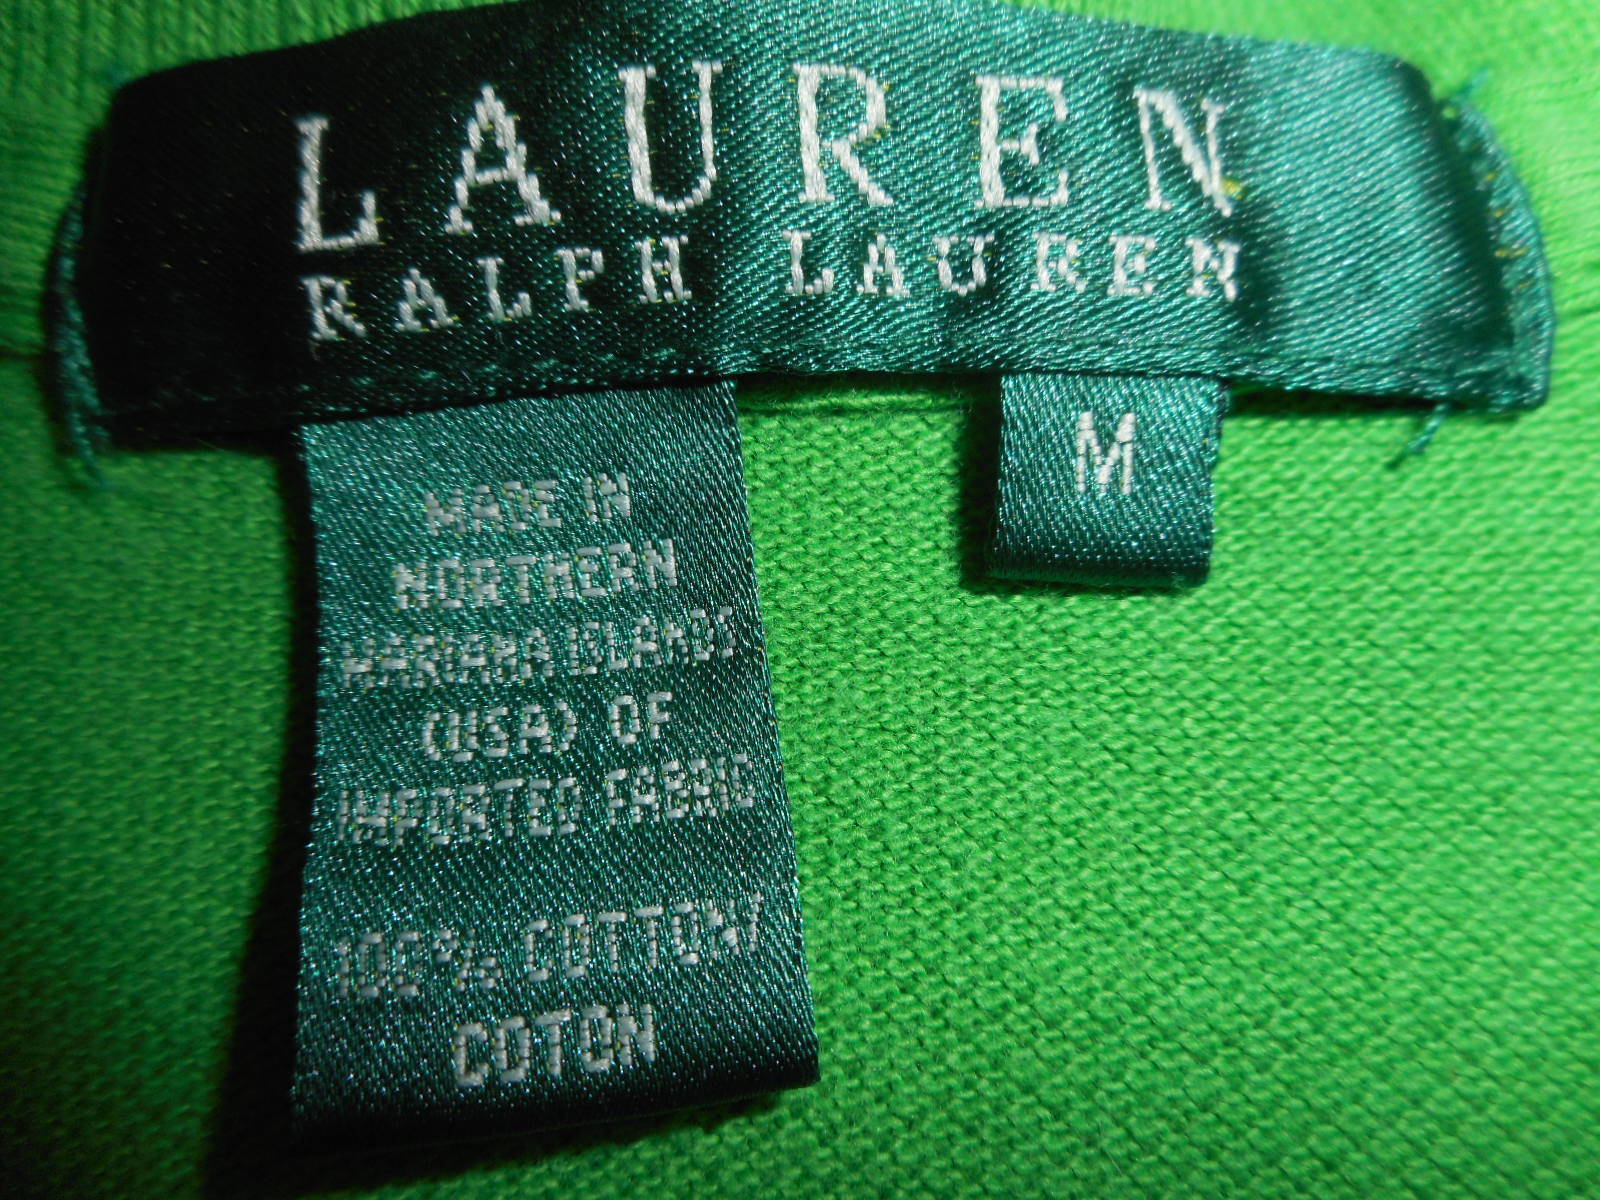 LAUREN
RALPH LAUREN
M
MADE IN
NORTHERN
MARIANA ISLANDS
(USA) OF
IMPORTED FABRIC
100% COTTON/
COTON